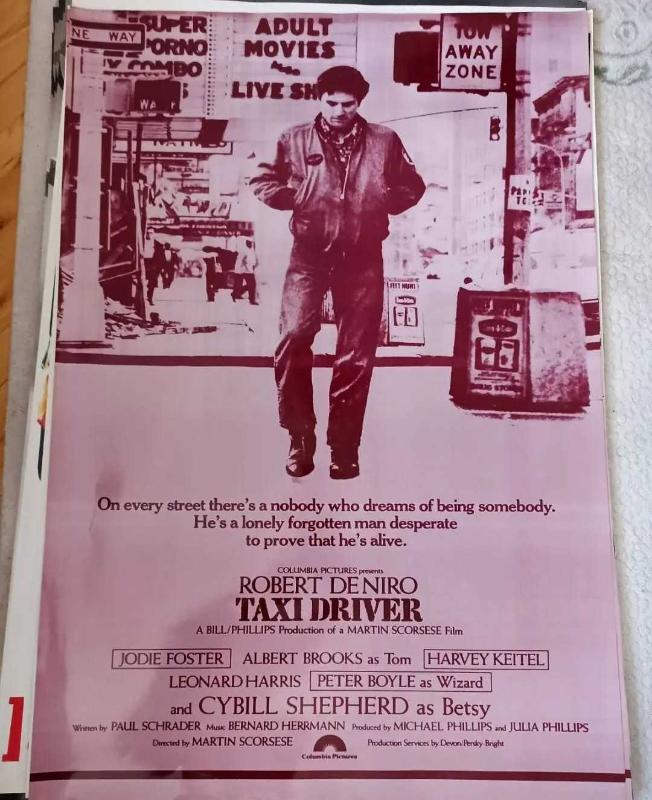 NE WAY
SUPER
PORNO
COMBO
ADULT
MOVIES
LIVE SH
TOW
AWAY
ZONE
WA
On every street there's a nobody who dreams of being somebody.
He's a lonely forgotten man desperate
to prove that he's alive.
COLUMBIA PICTURES presents
ROBERT DE NIRO
TAXI DRIVER
A BILL/PHILLIPS Production of a MARTIN SCORSESE Film
JODIE FOSTER ALBERT BROOKS as Tom HARVEY KEITEL
LEONARD HARRIS PETER BOYLE as Wizard
and CYBILL SHEPHERD as Betsy
Written by PAUL SCHRADER Music BERNARD HERRMANN Produced by MICHAEL PHILLIPS and JULIA PHILLIPS
Directed by MARTIN SCORSESE Production Services by Devon/Persky-Bright
Columbia Pictures